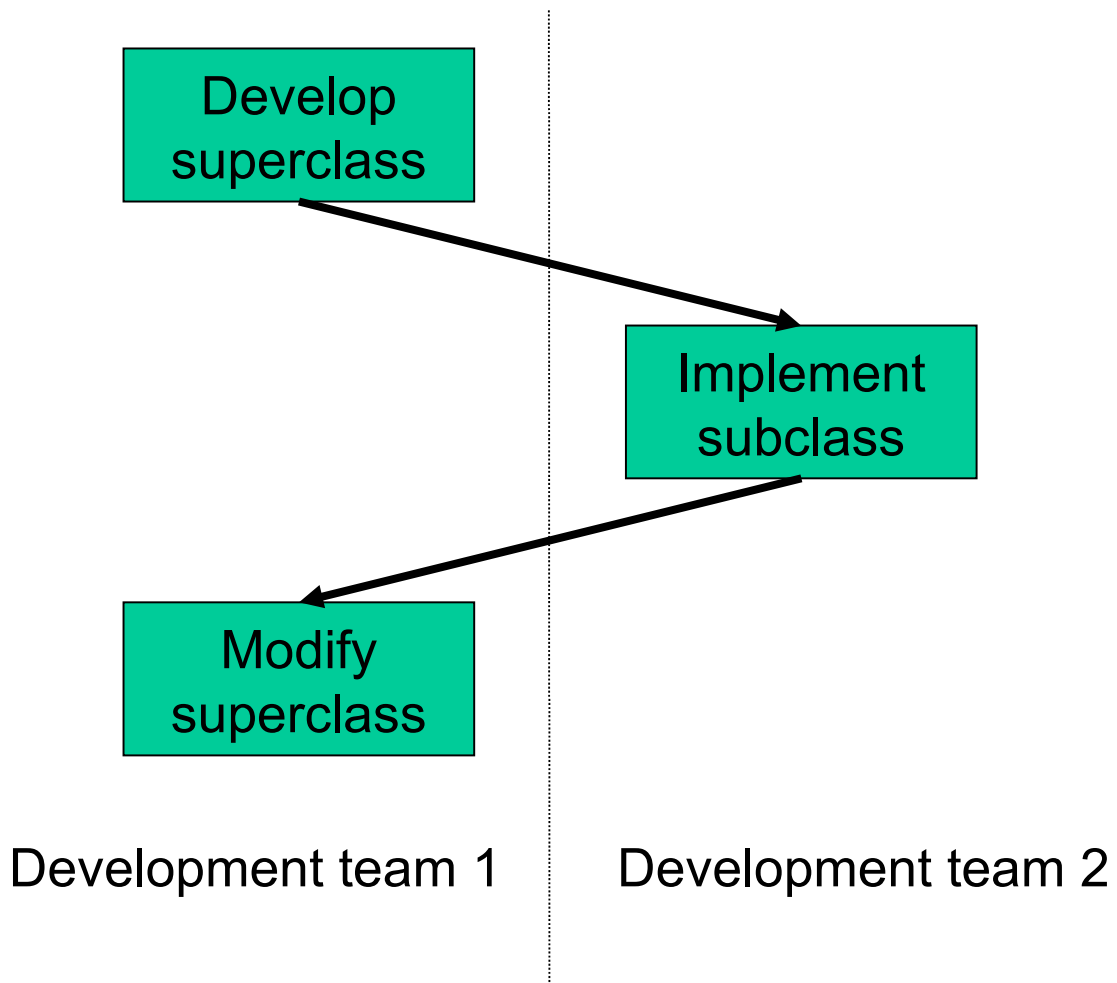 Develop
superclass
Implement
subclass
Modify
superclass
Development team 1
Development team 2